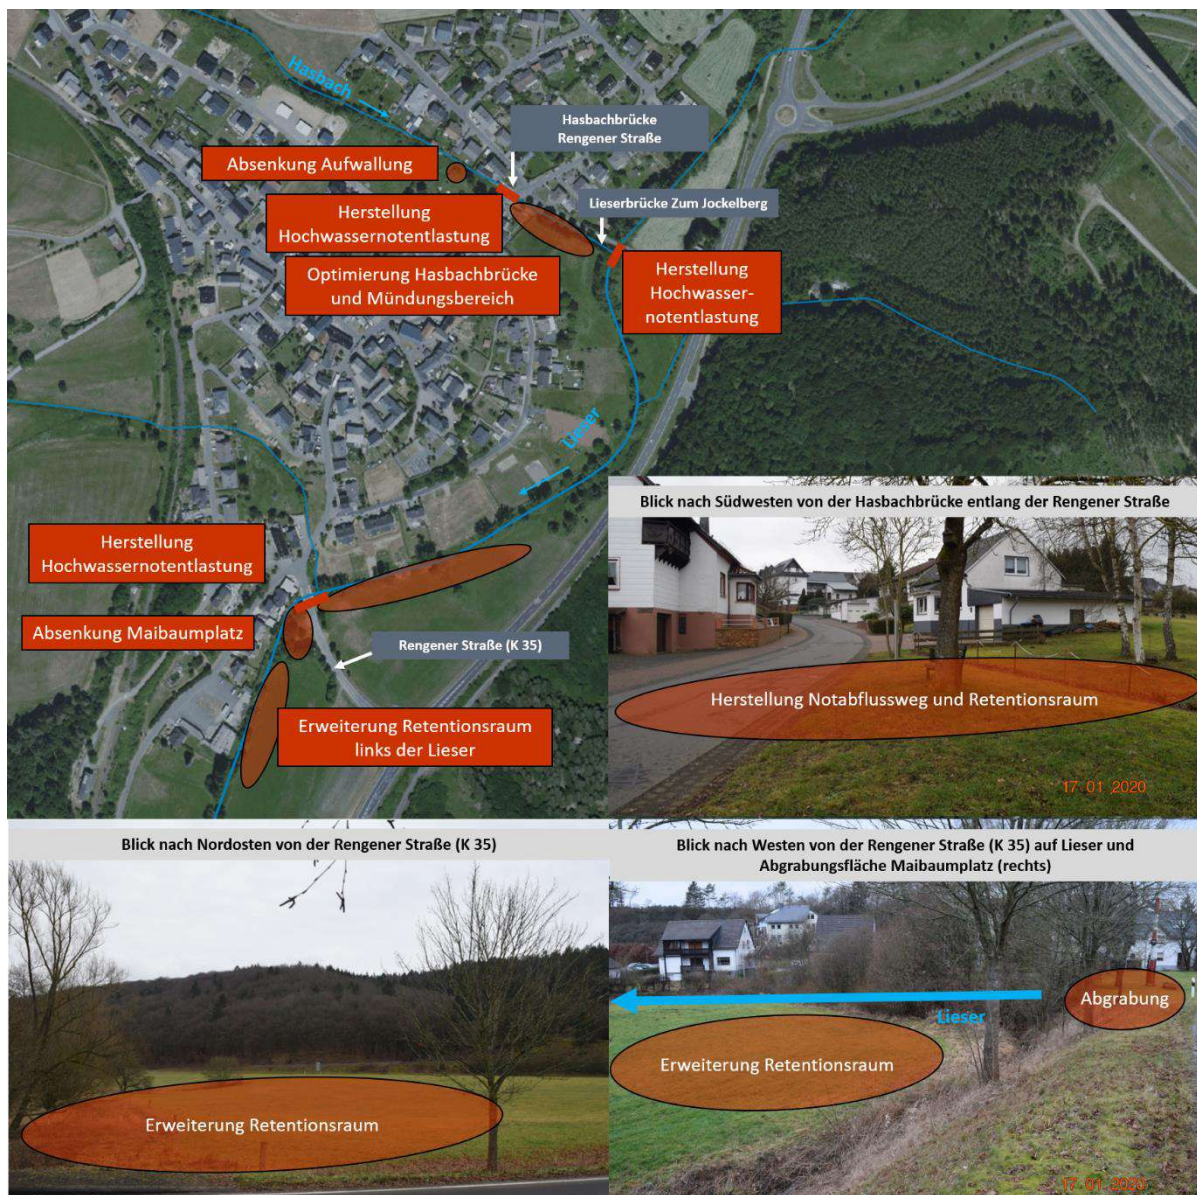 Hasbach
Hasbachbrücke
Rengener Straße
Absenkung Aufwallung
Lieserbrücke Zum Jockelberg
Herstellung
Hochwassernotentlastung
Optimierung Hasbachbrücke
und Mündungsbereich
Herstellung
Hochwasser-
notentlastung
Lieser
Herstellung
Hochwassernotentlastung
Absenkung Maibaumplatz
Rengener Straße (K 35)
Erweiterung Retentionsraum
links der Lieser
Blick nach Südwesten von der Hasbachbrücke entlang der Rengener Straße
Herstellung Notabflussweg und Retentionsraum
17 01 2020
Blick nach Nordosten von der Rengener Straße (K 35)
Erweiterung Retentionsraum
Blick nach Westen von der Rengener Straße (K 35) auf Lieser und
Abgrabungsfläche Maibaumplatz (rechts)
Abgrabung
Lieser
Erweiterung Retentionsraum
17 01 2020